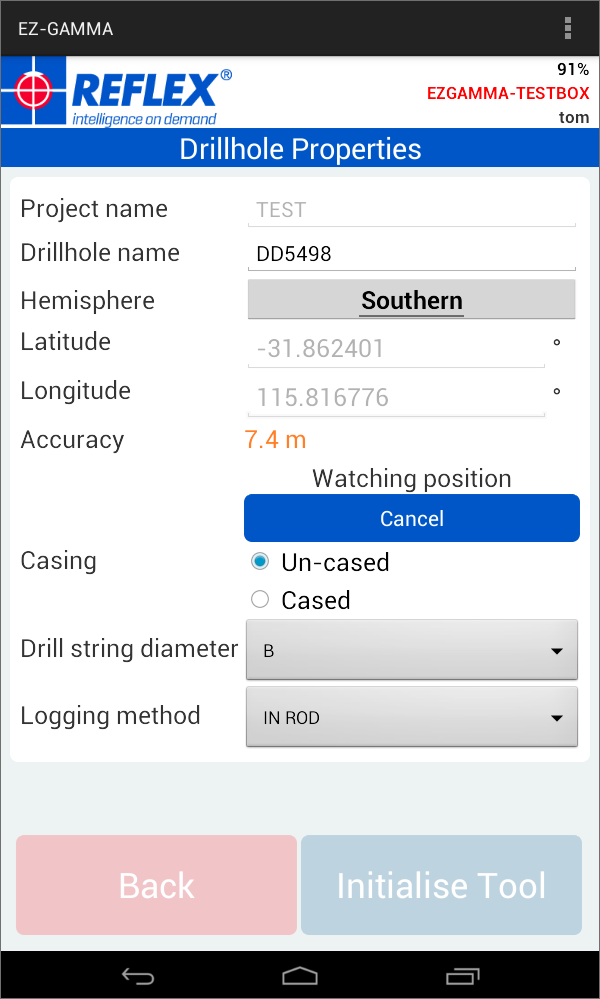 EZ-GAMMA
91%
REFLEX®
EZGAMMA-TESTBOX
intelligence on demand
tom
Drillhole Properties
Project name TEST
Drillhole name DD5498
Hemisphere Southern
Latitude -31.862401 °
Longitude 115.816776 °
Accuracy 7.4 m
Watching position
Cancel
Casing Un-cased
Cased
Drill string diameter B
Logging method IN ROD
Back Initialise Tool